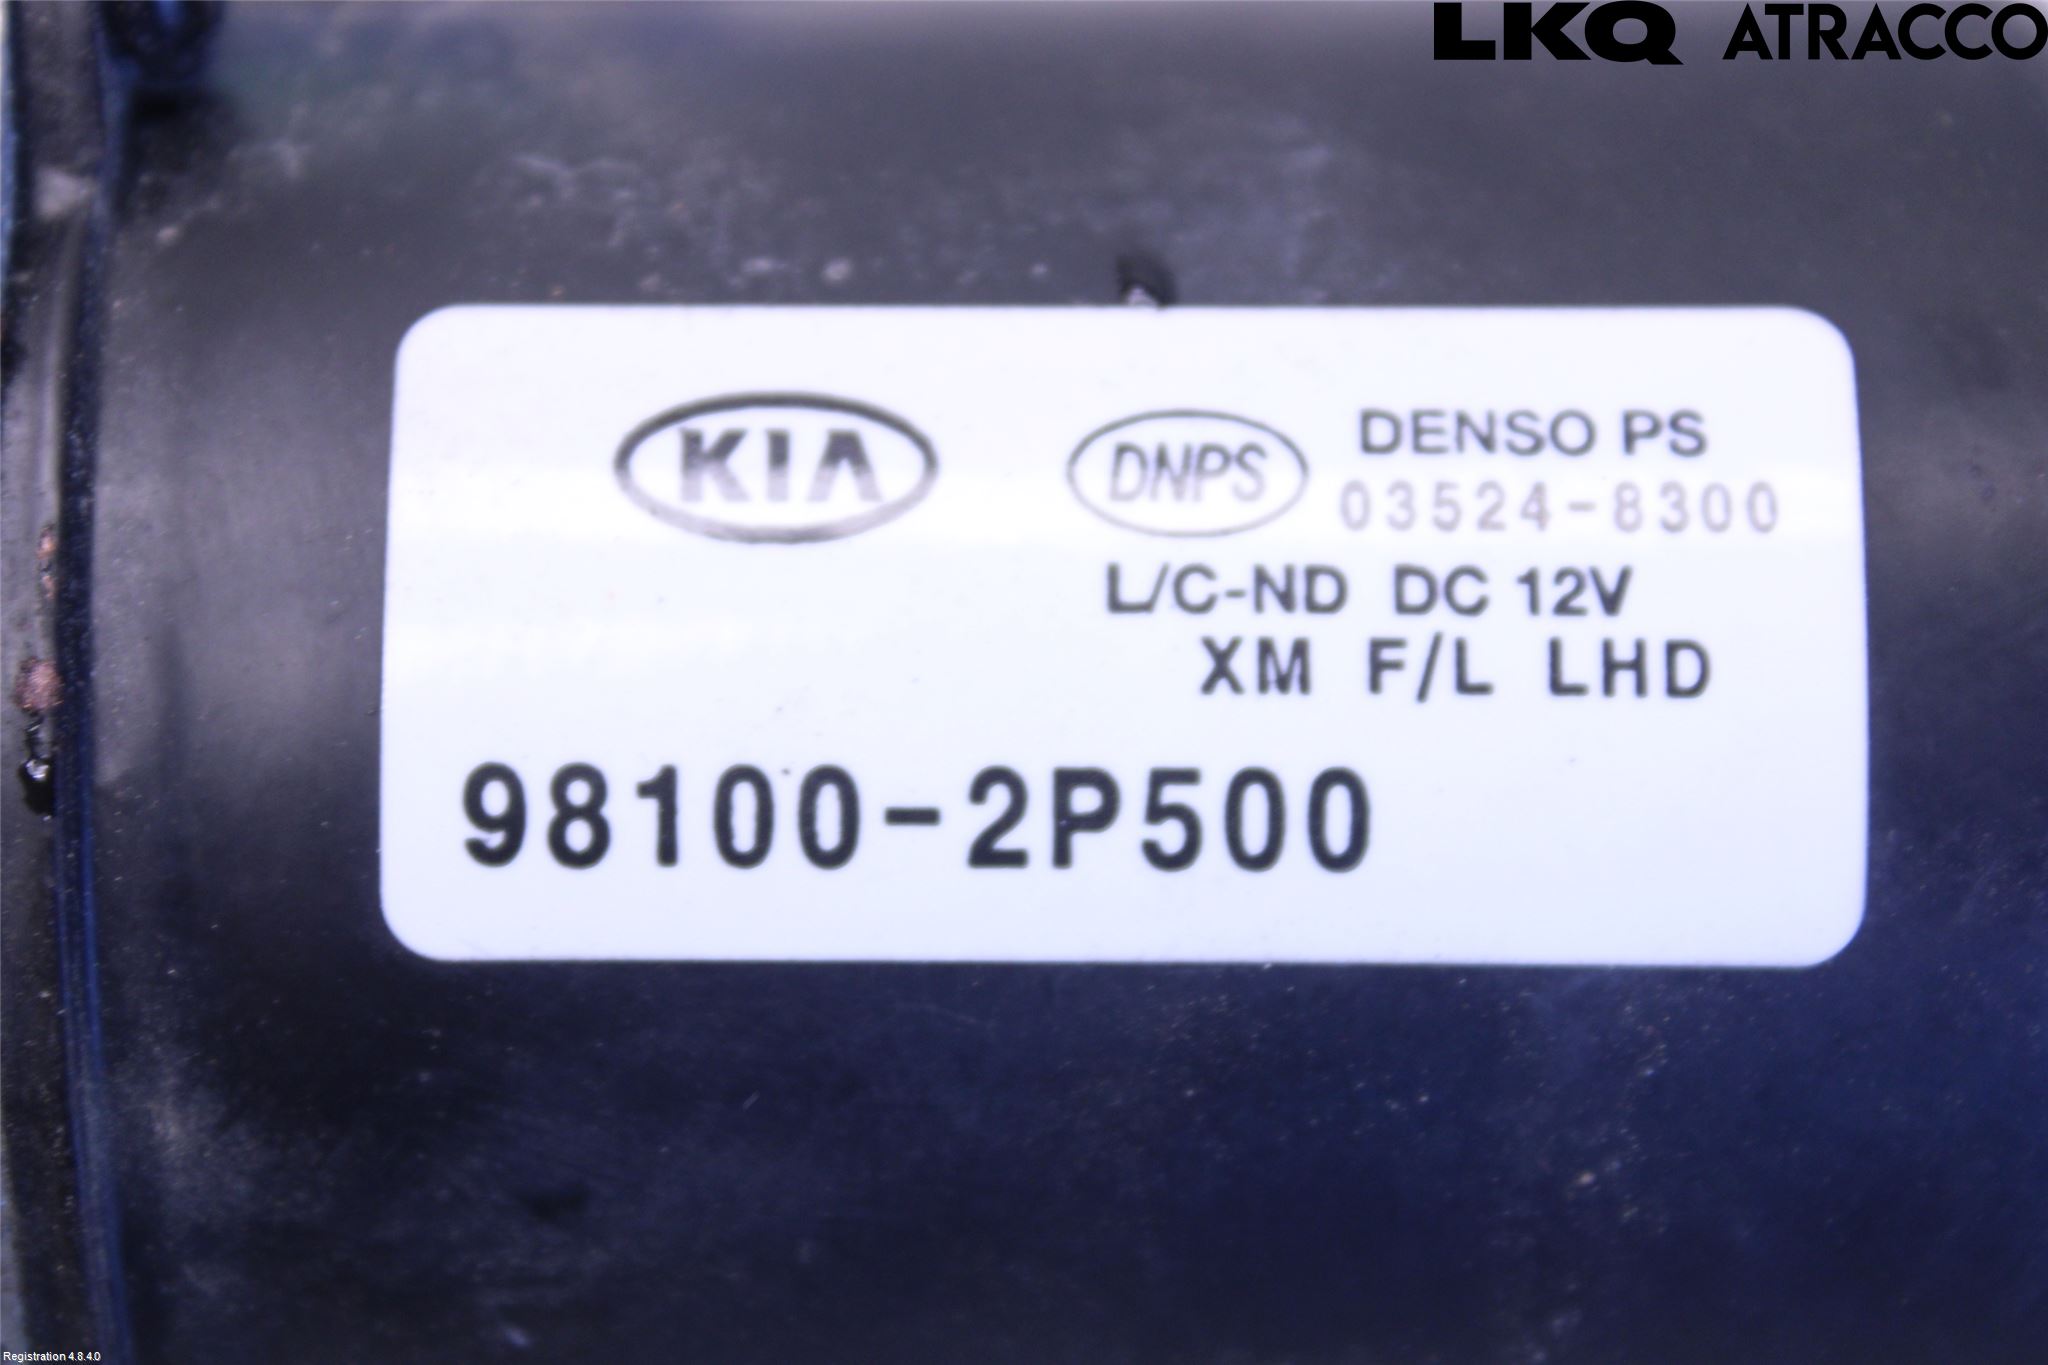 LKQ ATRACCO
KIA
DNPS
DENSO PS
03524-8300
L/C-ND DC 12V
XM F/L LHD
98100-2P500
Registration 4.8.4.0